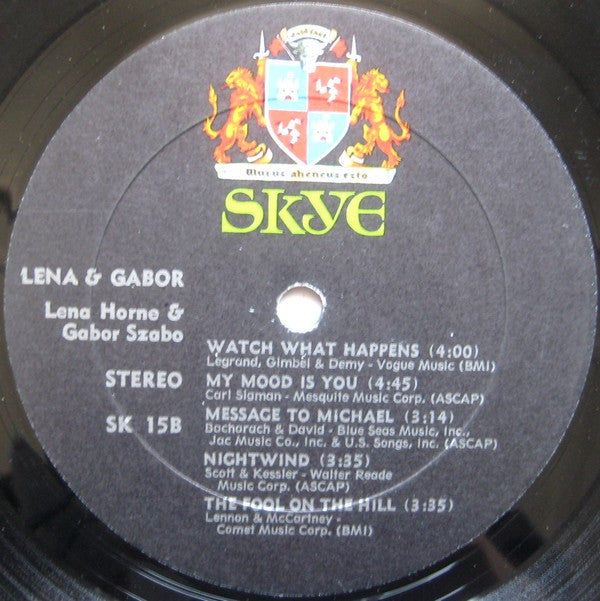 Murus aheneus esto
SKYE
LENA & GABOR
Lena Horne &
Gabor Szabo
STEREO
SK 15B
WATCH WHAT HAPPENS (4:00)
Legrand, Gimbel & Demy - Vogue Music (BMI)
MY MOOD IS YOU (4:45)
Carl Sigman - Mesquite Music Corp. (ASCAP)
MESSAGE TO MICHAEL (3:14)
Bacharach & David - Blue Seas Music, Inc.,
Jac Music Co., Inc. & U.S. Songs, Inc. (ASCAP)
NIGHTWIND (3:35)
Scott & Kessler - Walter Reade
Music Corp. (ASCAP)
THE FOOL ON THE HILL (3:35)
Lennon & McCartney -
Comet Music Corp. (BMI)